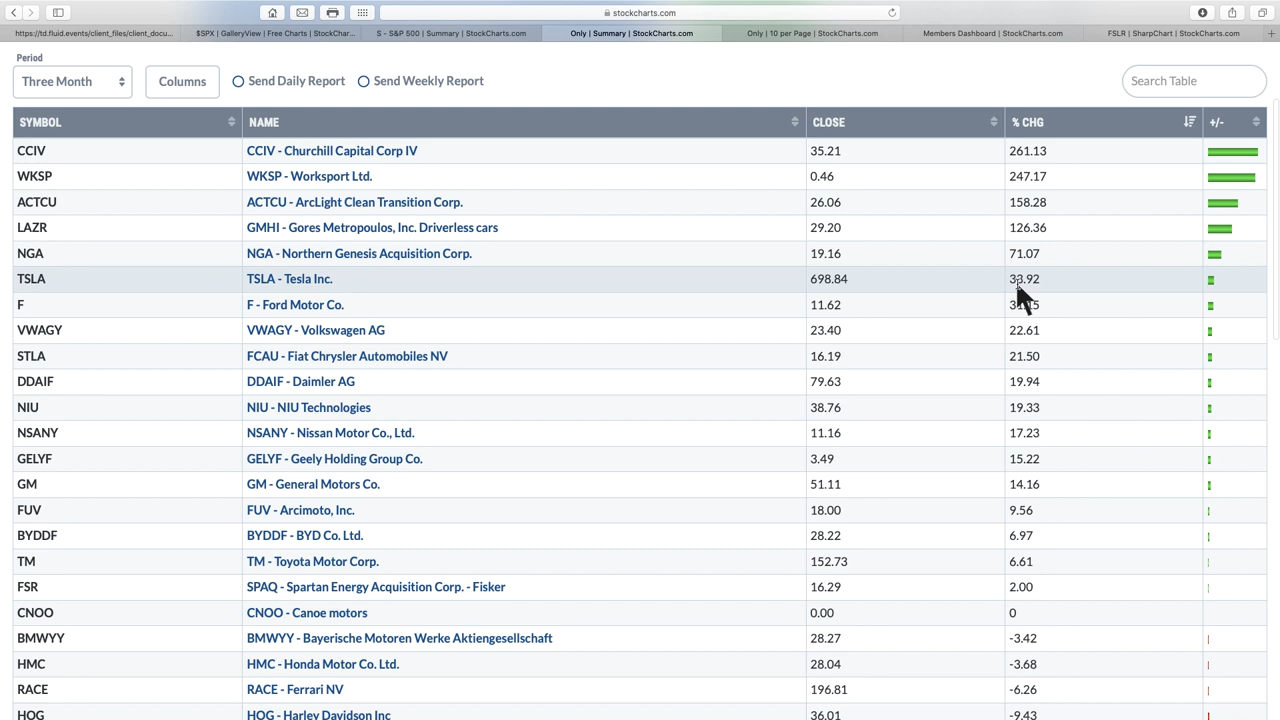 stockcharts.com
https://td.fluid.events/client_files/client_docu... $SPX | GalleryView | Free Charts | StockChar... S - S&P 500 | Summary | StockCharts.com Only | Summary | StockCharts.com Only | 10 per Page | StockCharts.com Members Dashboard | StockCharts.com FSLR | SharpChart | StockCharts.com
Period
Three Month Columns Send Daily Report Send Weekly Report Search Table
SYMBOL NAME CLOSE % CHG +/-
CCIV CCIV - Churchill Capital Corp IV 35.21 261.13
WKSP WKSP - Worksport Ltd. 0.46 247.17
ACTCU ACTCU - ArcLight Clean Transition Corp. 26.06 158.28
LAZR GMHI - Gores Metropoulos, Inc. Driverless cars 29.20 126.36
NGA NGA - Northern Genesis Acquisition Corp. 19.16 71.07
TSLA TSLA - Tesla Inc. 698.84
F F - Ford Motor Co. 11.62
VWAGY VWAGY - Volkswagen AG 23.40 22.61
STLA FCAU - Fiat Chrysler Automobiles NV 16.19 21.50
DDAIF DDAIF - Daimler AG 79.63 19.94
NIU NIU - NIU Technologies 38.76 19.33
NSANY NSANY - Nissan Motor Co., Ltd. 11.16 17.23
GELYF GELYF - Geely Holding Group Co. 3.49 15.22
GM GM - General Motors Co. 51.11 14.16
FUV FUV - Arcimoto, Inc. 18.00 9.56
BYDDF BYDDF - BYD Co. Ltd. 28.22 6.97
TM TM - Toyota Motor Corp. 152.73 6.61
FSR SPAQ - Spartan Energy Acquisition Corp. - Fisker 16.29 2.00
CNOO CNOO - Canoe motors 0.00 0
BMWYY BMWYY - Bayerische Motoren Werke Aktiengesellschaft 28.27 -3.42
HMC HMC - Honda Motor Co. Ltd. 28.04 -3.68
RACE RACE - Ferrari NV 196.81 -6.26
HOG HOG - Harley Davidson Inc 36.01 -9.43